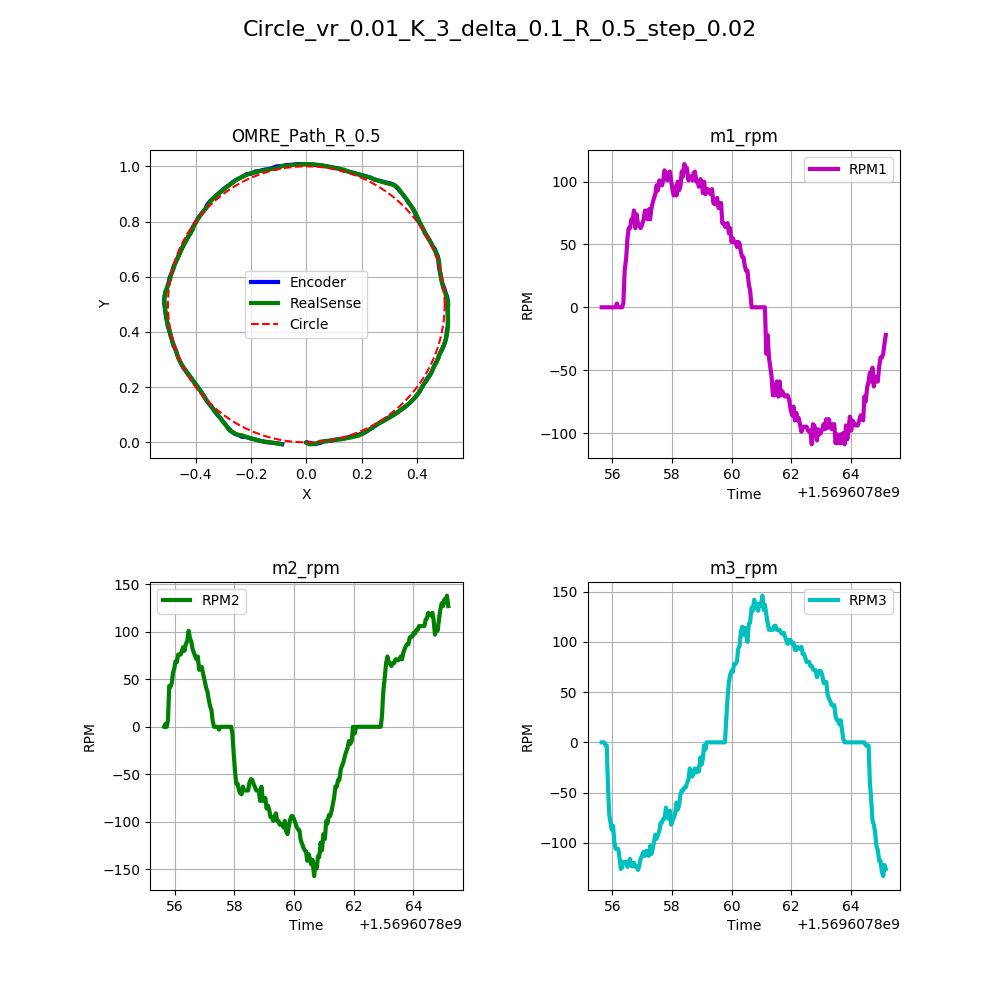 Circle_vr_0.01_K_3_delta_0.1_R_0.5_step_0.02
OMRE_Path_R_0.5
1.0
0.8
0.6
0.4
0.2
0.0
Y
Encoder
RealSense
Circle
−0.4 −0.2 0.0 0.2 0.4
X
m1_rpm
100
50
0
−50
−100
RPM
RPM1
56 58 60 62 64
Time
+1.5696078e9
m2_rpm
150
100
50
0
−50
−100
−150
RPM
RPM2
56 58 60 62 64
Time
+1.5696078e9
m3_rpm
150
100
50
0
−50
−100
RPM
RPM3
56 58 60 62 64
Time
+1.5696078e9